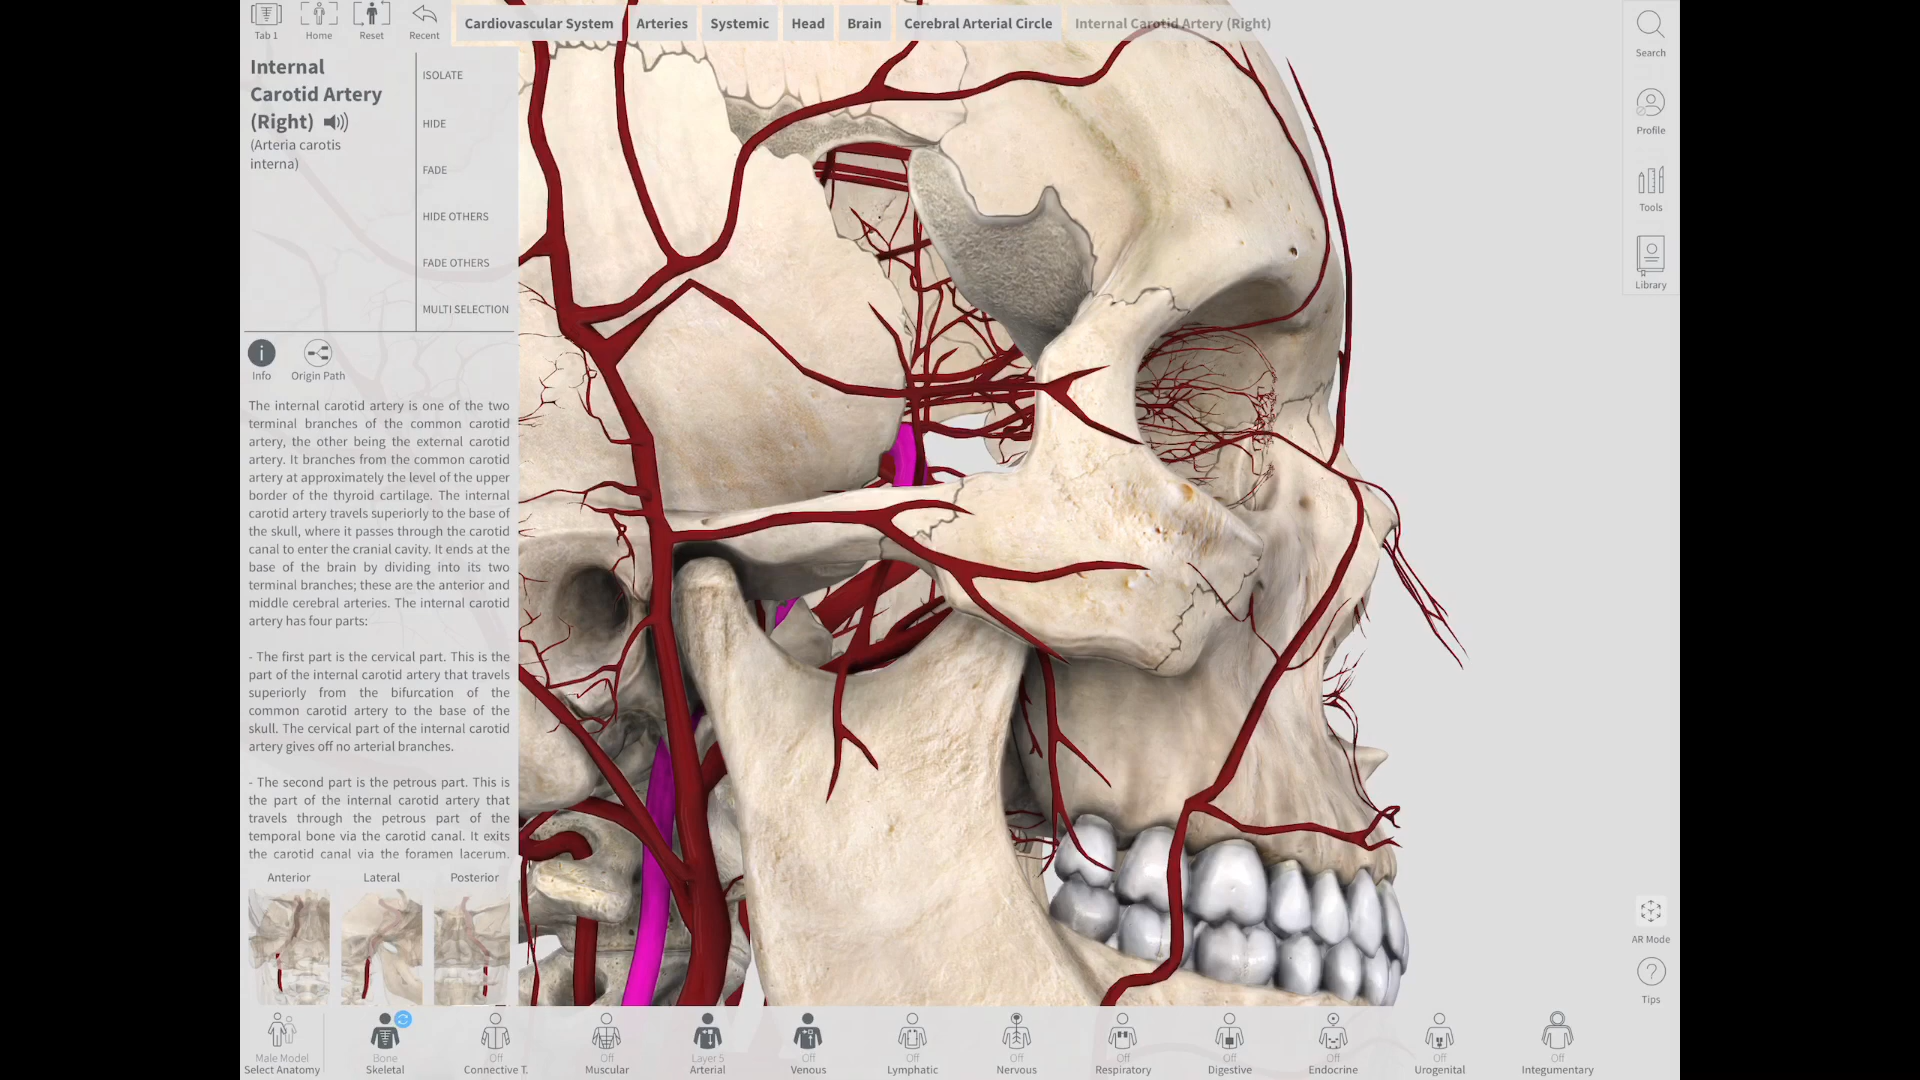 Tab 1
Home
Reset
Recent
Cardiovascular System
Arteries
Systemic
Head
Brain
Cerebral Arterial Circle
Internal Carotid Artery (Right)
Search
Profile
Tools
Library
Internal
Carotid Artery
(Right)
(Arteria carotis
interna)
ISOLATE
HIDE
FADE
HIDE OTHERS
FADE OTHERS
MULTI SELECTION
Info
Origin Path
The internal carotid artery is one of the two
terminal branches of the common carotid
artery, the other being the external carotid
artery. It branches from the common carotid
artery at approximately the level of the upper
border of the thyroid cartilage. The internal
carotid artery travels superiorly to the base of
the skull, where it passes through the carotid
canal to enter the cranial cavity. It ends at the
base of the brain by dividing into its two
terminal branches; these are the anterior and
middle cerebral arteries. The internal carotid
artery has four parts:
- The first part is the cervical part. This is the
part of the internal carotid artery that travels
superiorly from the bifurcation of the
common carotid artery to the base of the
skull. The cervical part of the internal carotid
artery gives off no arterial branches.
- The second part is the petrous part. This is
the part of the internal carotid artery that
travels through the petrous part of the
temporal bone via the carotid canal. It exits
the carotid canal via the foramen lacerum.
Anterior
Lateral
Posterior
AR Mode
Tips
Male Model
Select Anatomy
Bone
Skeletal
Off
Connective T.
Off
Muscular
Layer 5
Arterial
Off
Venous
Off
Lymphatic
Off
Nervous
Off
Respiratory
Off
Digestive
Off
Endocrine
Off
Urogenital
Off
Integumentary